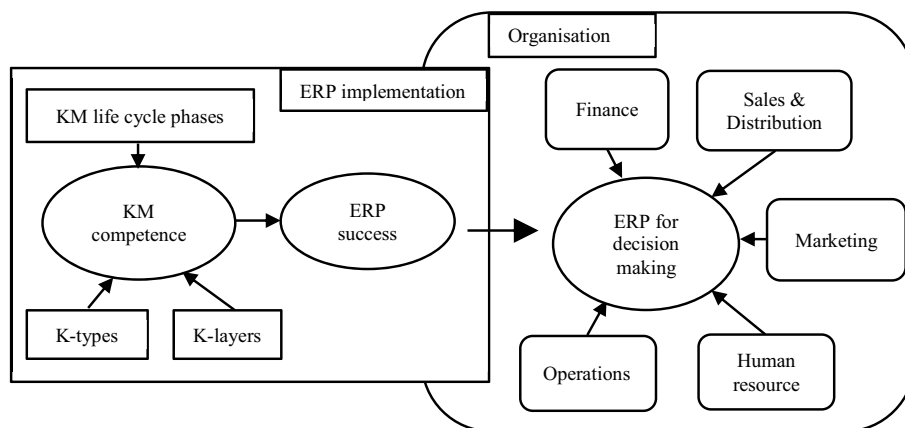 Organisation
ERP implementation
KM life cycle phases
Finance
Sales &
Distribution
KM
competence
ERP
success
ERP for
decision
making
Marketing
K-types
K-layers
Operations
Human
resource